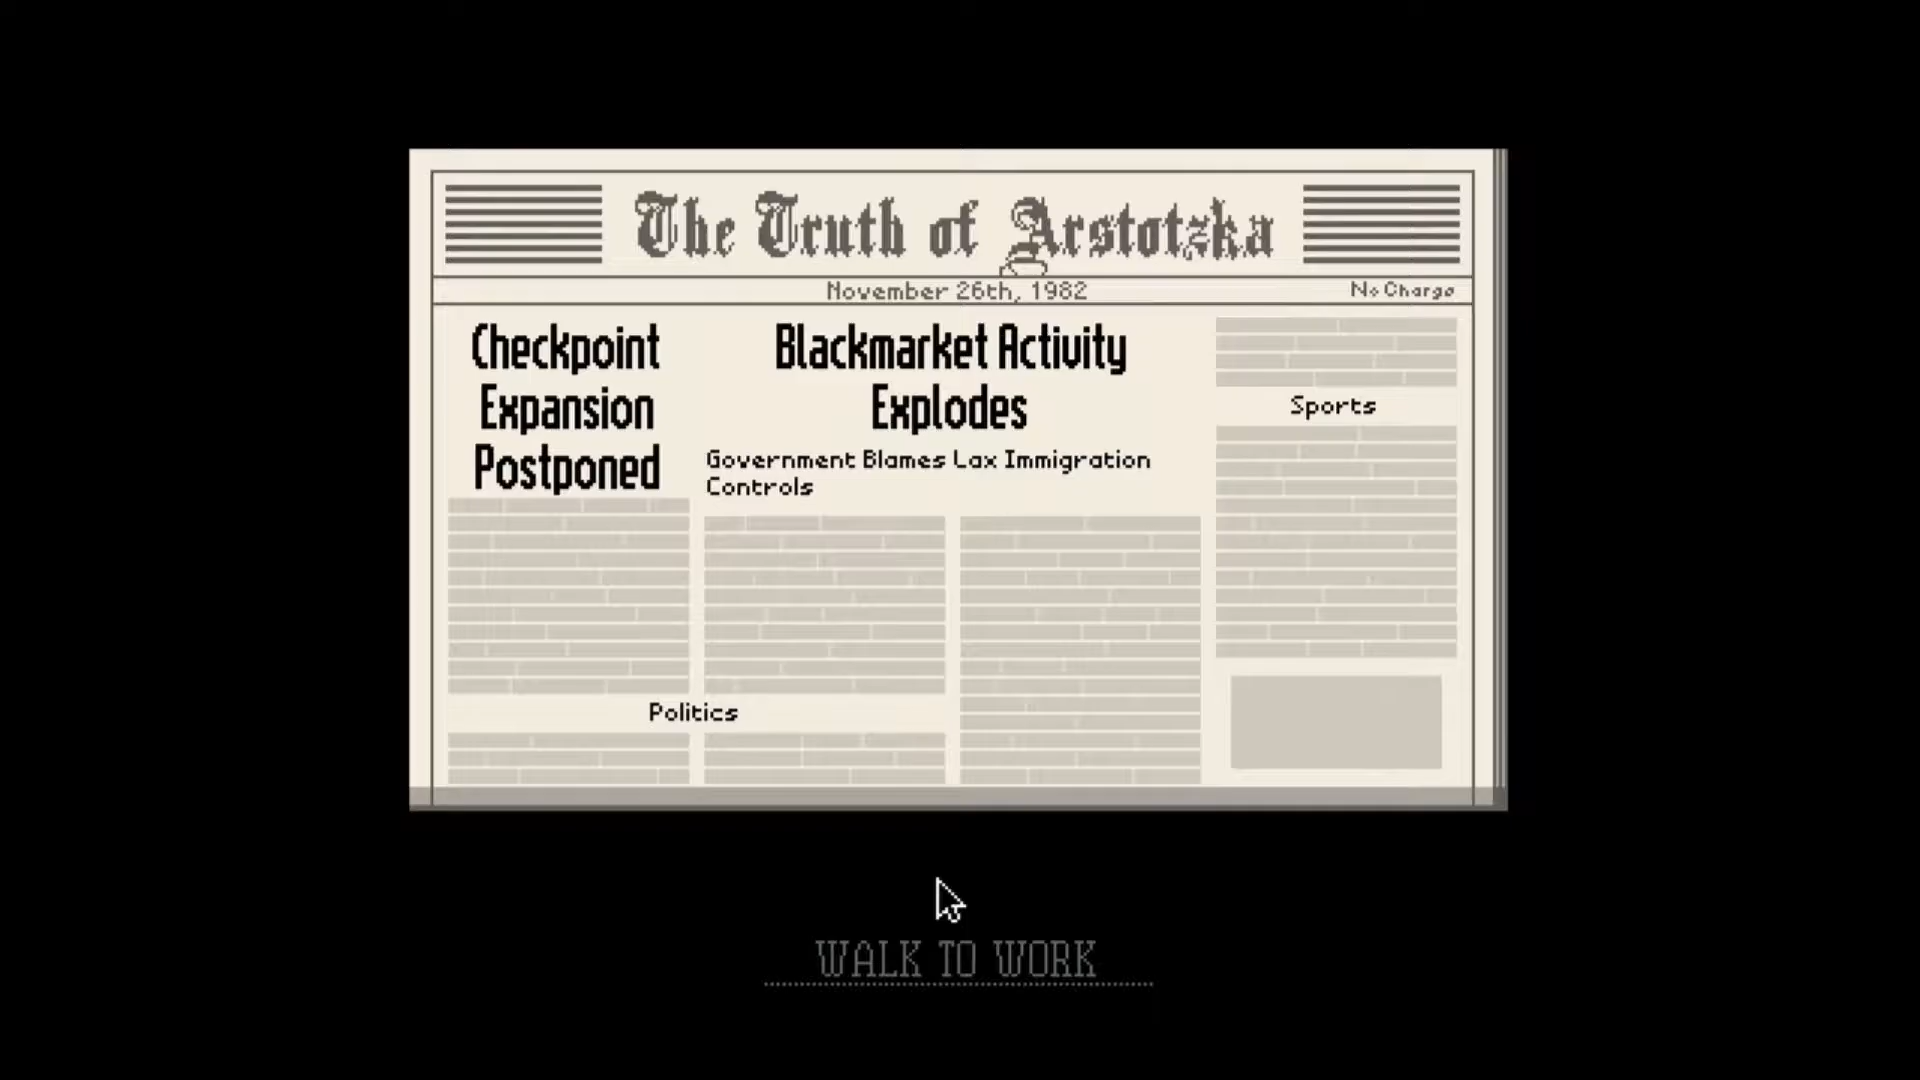 The Truth of Arstotzka
November 26th, 1982
No Charge
Checkpoint
Expansion
Postponed
Blackmarket Activity
Explodes
Government Blames Lax Immigration
Controls
Politics
Sports
WALK TO WORK